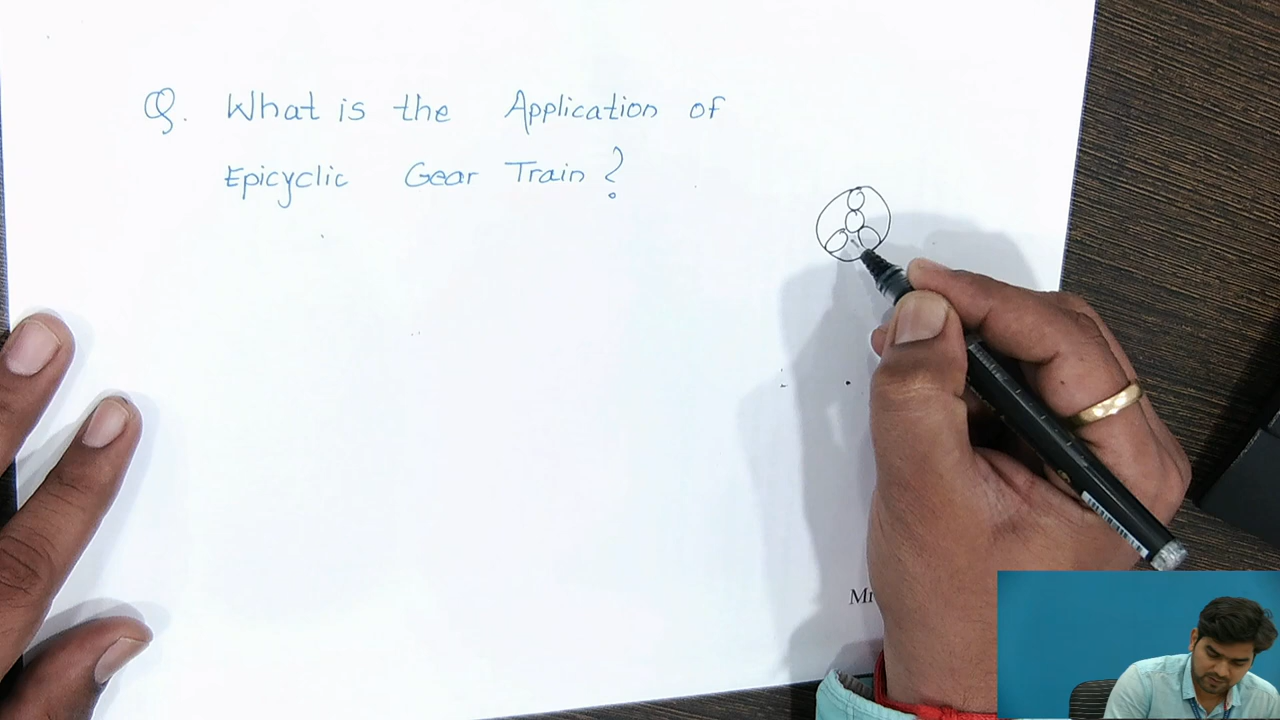 Q. What is the Application of
Epicyclic Gear Train ?